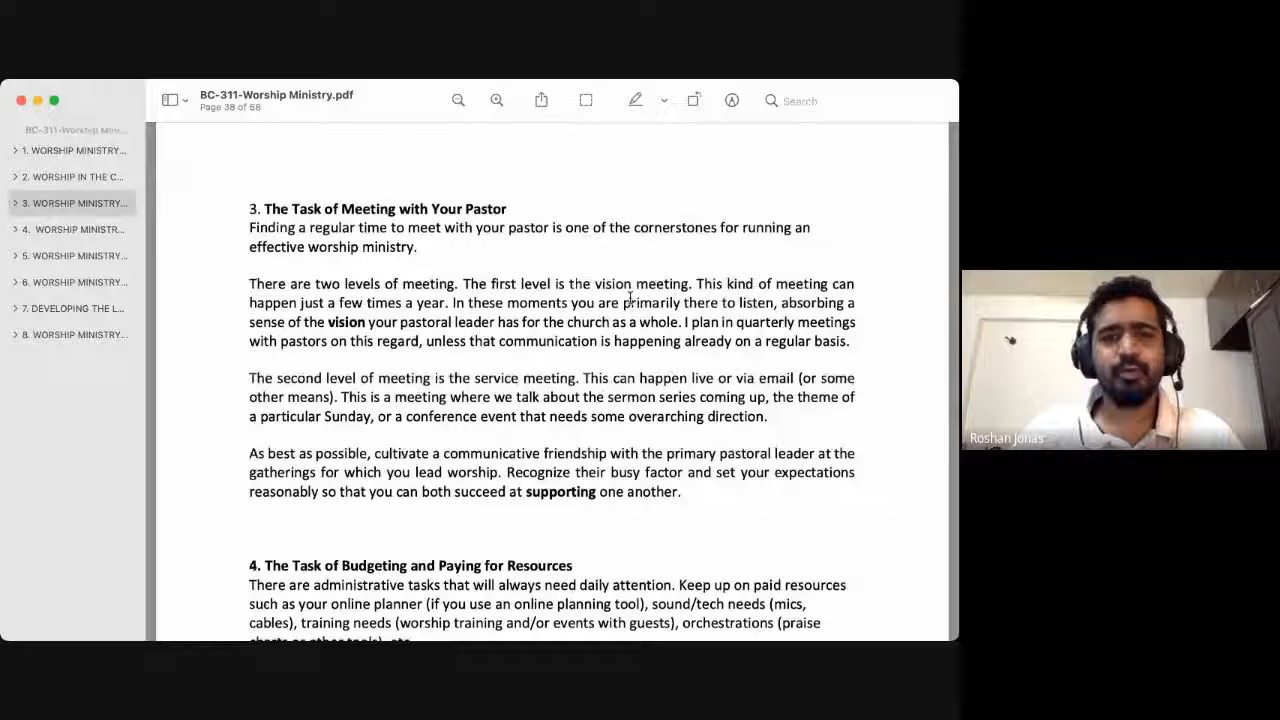 BC-311-Worship Ministry.pdf
Page 38 of 68
Search
BC-311-Worship Mini...
1. WORSHIP MINISTRY...
2. WORSHIP IN THE C...
3. WORSHIP MINISTRY...
4. WORSHIP MINISTR...
5. WORSHIP MINISTRY...
6. WORSHIP MINISTRY...
7. DEVELOPING THE L...
8. WORSHIP MINISTRY...
3. The Task of Meeting with Your Pastor
Finding a regular time to meet with your pastor is one of the cornerstones for running an
effective worship ministry.
There are two levels of meeting. The first level is the vision meeting. This kind of meeting can
happen just a few times a year. In these moments you are primarily there to listen, absorbing a
sense of the vision your pastoral leader has for the church as a whole. I plan in quarterly meetings
with pastors on this regard, unless that communication is happening already on a regular basis.
The second level of meeting is the service meeting. This can happen live or via email (or some
other means). This is a meeting where we talk about the sermon series coming up, the theme of
a particular Sunday, or a conference event that needs some overarching direction.
As best as possible, cultivate a communicative friendship with the primary pastoral leader at the
gatherings for which you lead worship. Recognize their busy factor and set your expectations
reasonably so that you can both succeed at supporting one another.
4. The Task of Budgeting and Paying for Resources
There are administrative tasks that will always need daily attention. Keep up on paid resources
such as your online planner (if you use an online planning tool), sound/tech needs (mics,
cables), training needs (worship training and/or events with guests), orchestrations (praise
charts or other tools), etc.
Roshan Jonas